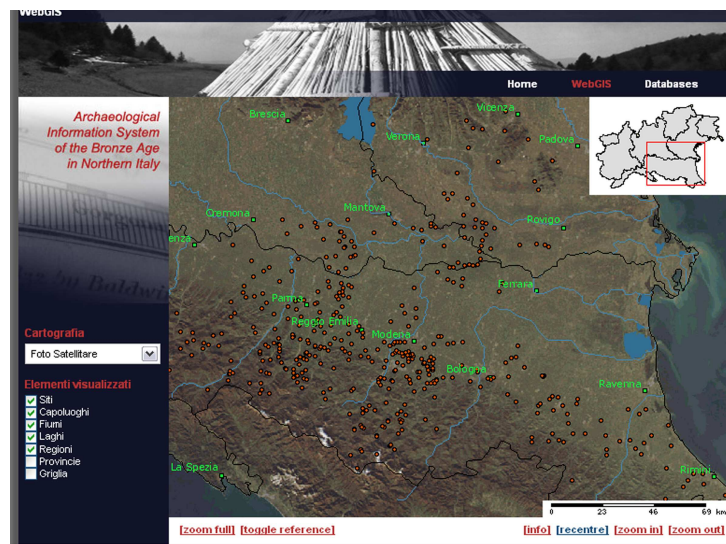 WebGIS
Home WebGIS Databases
Archaeological
Information System
of the Bronze Age
in Northern Italy
Brescia
Vicenza
Verona
Padova
Cremona
Mantova
Rovigo
enza
Ferrara
Parma
Reggio Emilia
Modena
Bologna
Ravenna
La Spezia
Rimini
Cartografia
Foto Satellitare
Elementi visualizzati
Siti
Capoluoghi
Fiumi
Laghi
Regioni
Provincie
Griglia
0 23 46 69 km
[zoom full] [toggle reference] [info] [recentre] [zoom in] [zoom out]